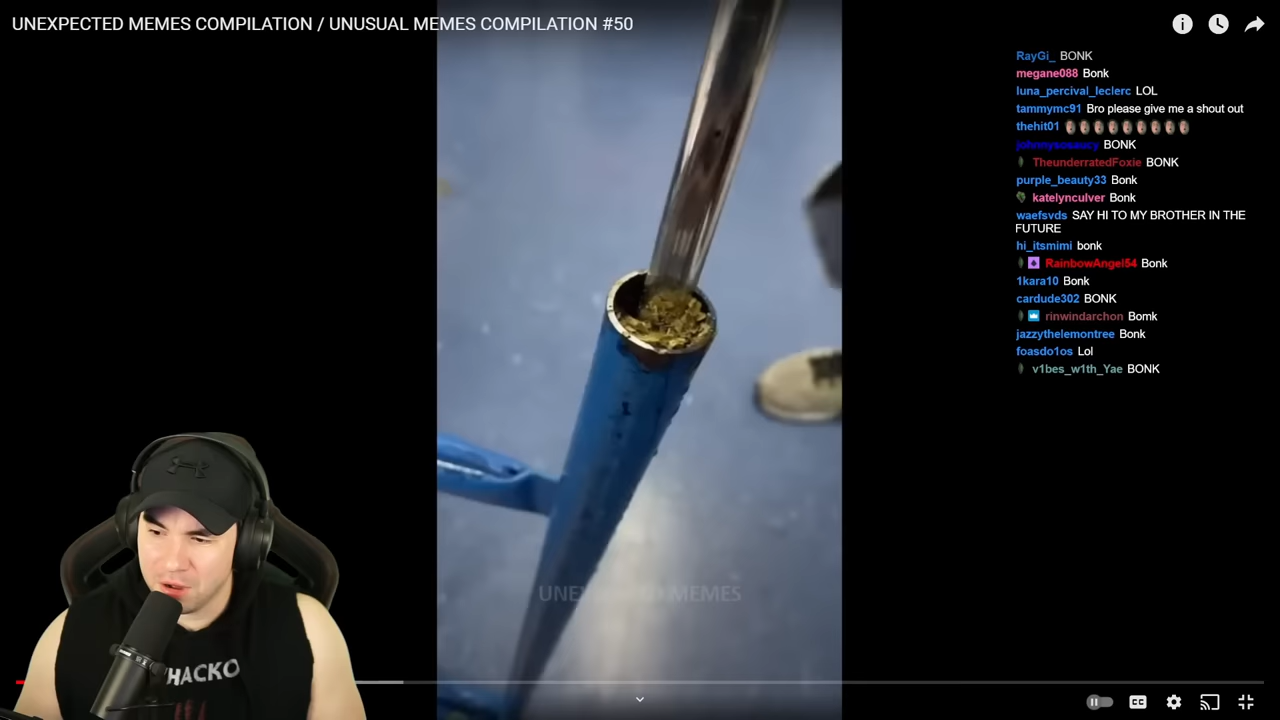 UNEXPECTED MEMES COMPILATION / UNUSUAL MEMES COMPILATION #50
RayGi_ BONK
megane088 Bonk
luna_percival_leclerc LOL
tammymc91 Bro please give me a shout out
thehit01
johnnysosaucy BONK
TheunderratedFoxie BONK
purple_beauty33 Bonk
katelynculver Bonk
waefsvds SAY HI TO MY BROTHER IN THE
FUTURE
hi_itsmimi bonk
RainbowAngel54 Bonk
1kara10 Bonk
cardude302 BONK
rinwindarchon Bomk
jazzythelemontree Bonk
foasdo1os Lol
v1bes_w1th_Yae BONK
MEMES
CC